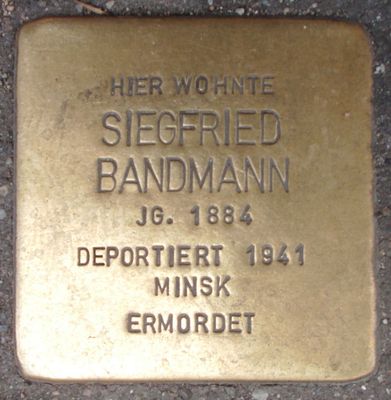 HIER WOHNTE
SIEGFRIED
BANDMANN
JG. 1884
DEPORTIERT 1941
MINSK
ERMORDET